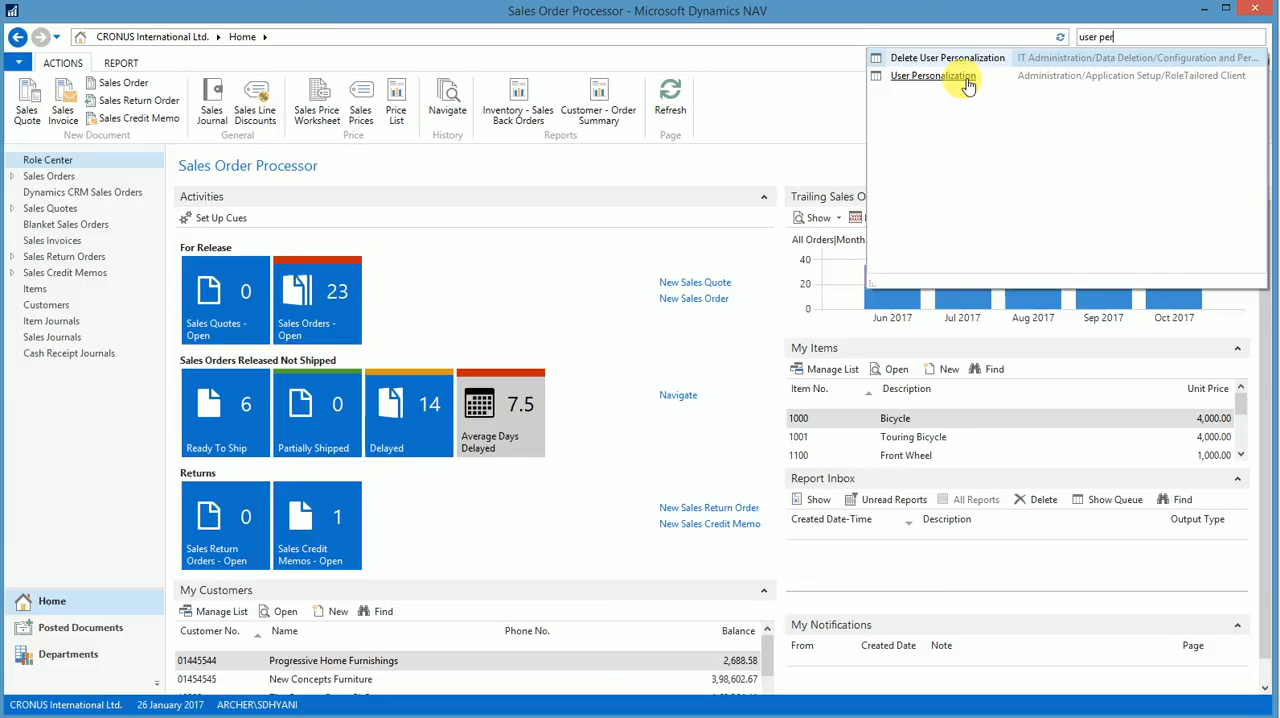 Sales Order Processor - Microsoft Dynamics NAV
CRONUS International Ltd. Home
user per
Delete User Personalization IT Administration/Data Deletion/Configuration and Per...
User Personalization Administration/Application Setup/RoleTailored Client
ACTIONS REPORT
Sales Quote
Sales Invoice
Sales Order
Sales Return Order
Sales Credit Memo
New Document
Sales Journal
Sales Line Discounts
General
Sales Price Worksheet
Sales Prices
Price List
Price
Navigate
History
Inventory - Sales Back Orders
Customer - Order Summary
Reports
Refresh
Page
Role Center
Sales Orders
Dynamics CRM Sales Orders
Sales Quotes
Blanket Sales Orders
Sales Invoices
Sales Return Orders
Sales Credit Memos
Items
Customers
Item Journals
Sales Journals
Cash Receipt Journals
Home
Posted Documents
Departments
Sales Order Processor
Activities
Set Up Cues
For Release
0
Sales Quotes - Open
23
Sales Orders - Open
New Sales Quote
New Sales Order
Sales Orders Released Not Shipped
6
Ready To Ship
0
Partially Shipped
14
Delayed
7.5
Average Days Delayed
Navigate
Returns
0
Sales Return Orders - Open
1
Sales Credit Memos - Open
New Sales Return Order
New Sales Credit Memo
My Customers
Manage List Open New Find
Customer No. Name Phone No. Balance
01445544 Progressive Home Furnishings 2,688.58
01454545 New Concepts Furniture 3,98,602.67
Trailing Sales O
Show
All Orders|Month
40
20
0
Jun 2017 Jul 2017 Aug 2017 Sep 2017 Oct 2017
My Items
Manage List Open New Find
Item No. Description Unit Price
1000 Bicycle 4,000.00
1001 Touring Bicycle 4,000.00
1100 Front Wheel 1,000.00
Report Inbox
Show Unread Reports All Reports Delete Show Queue Find
Created Date-Time Description Output Type
My Notifications
From Created Date Note Page
CRONUS International Ltd. 26 January 2017 ARCHER\SDHYANI